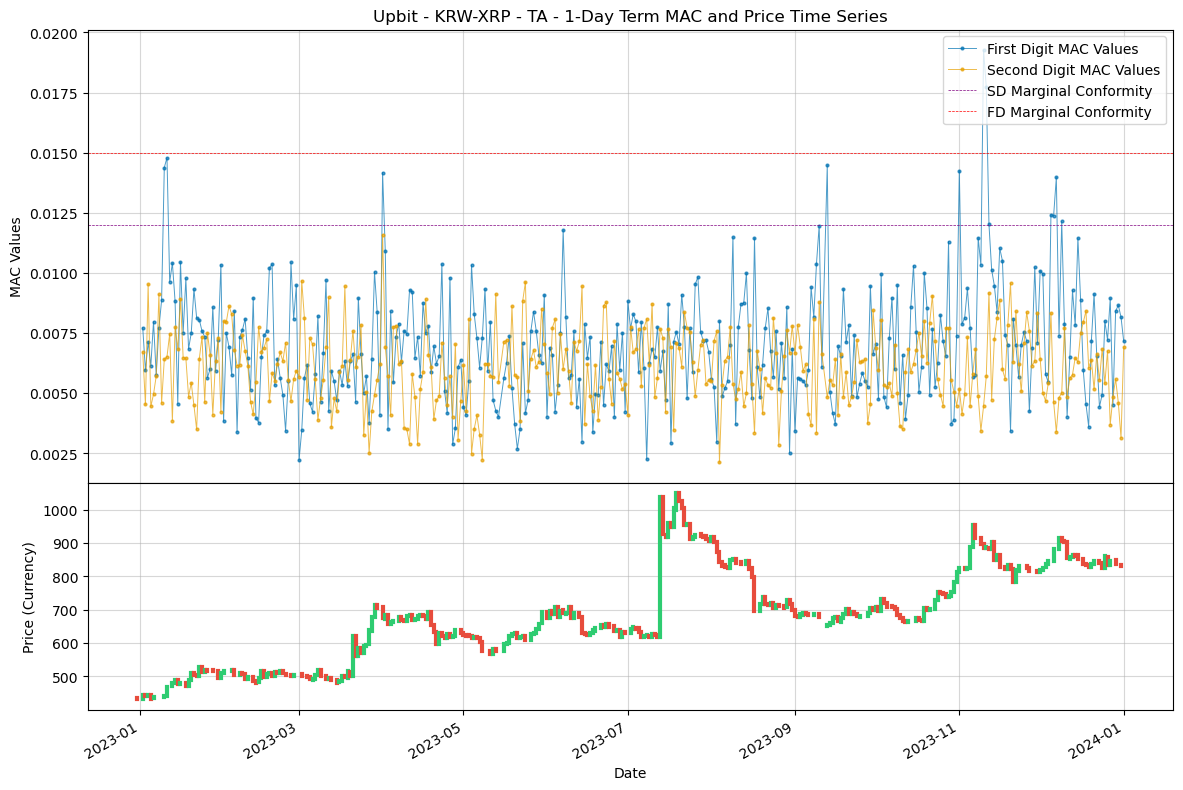 Upbit - KRW-XRP - TA - 1-Day Term MAC and Price Time Series
MAC Values
0.0200
0.0175
0.0150
0.0125
0.0100
0.0075
0.0050
0.0025
First Digit MAC Values
Second Digit MAC Values
SD Marginal Conformity
FD Marginal Conformity
Price (Currency)
1000
900
800
700
600
500
2023-01
2023-03
2023-05
2023-07
2023-09
2023-11
2024-01
Date